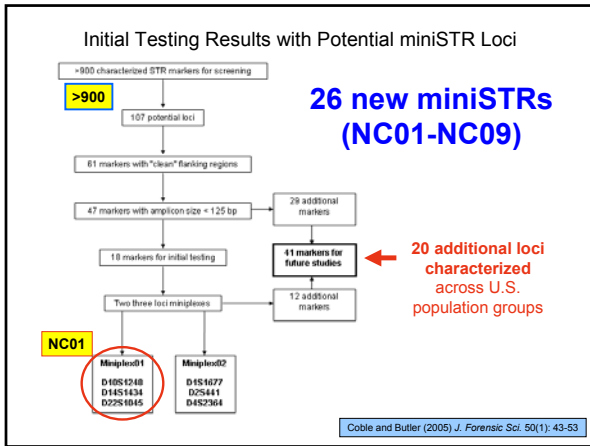 Initial Testing Results with Potential miniSTR Loci
>900 characterized STR markers for screening
>900
107 potential loci
26 new miniSTRs
(NC01-NC09)
61 markers with "clean" flanking regions
47 markers with amplicon size < 125 bp
29 additional
markers
18 markers for initial testing
41 markers for
future studies
20 additional loci
characterized
across U.S.
population groups
Two three loci miniplexes
12 additional
markers
NC01
Miniplex01
D10S1248
D14S1434
D22S1045
Miniplex02
D1S1677
D2S441
D4S2364
Coble and Butler (2005) J. Forensic Sci. 50(1): 43-53